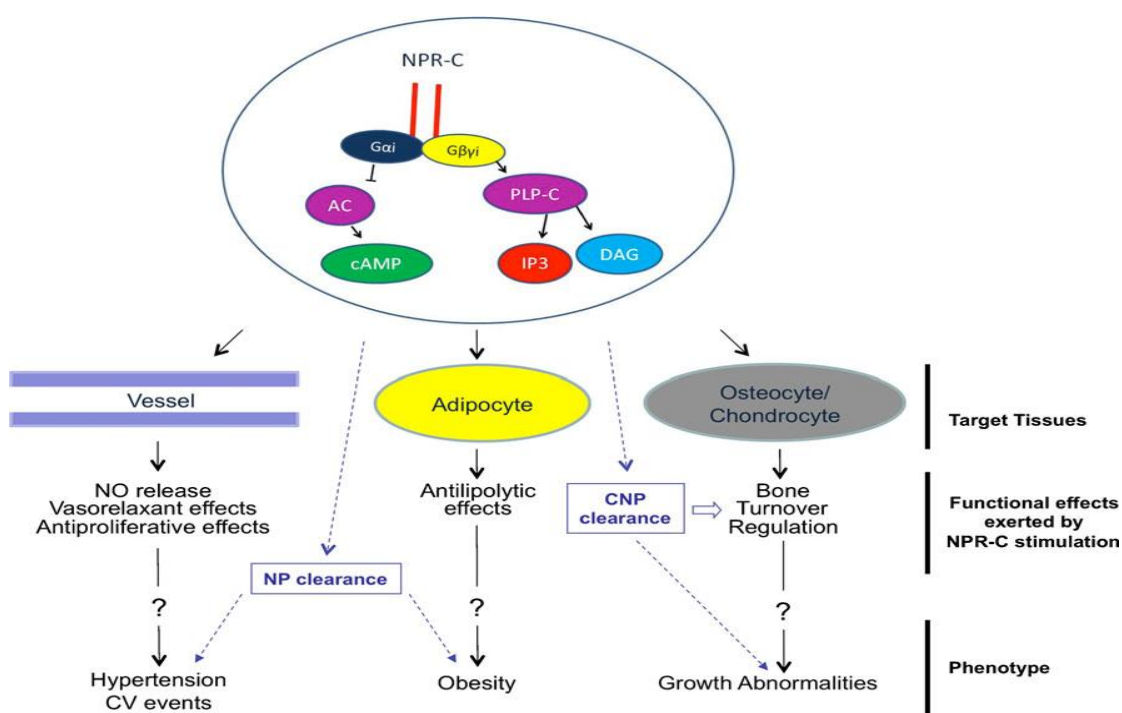 NPR-C
Gαi
Gβγi
AC
PLP-C
cAMP
IP3
DAG
Vessel
Adipocyte
Osteocyte/
Chondrocyte
Target Tissues
NO release
Vasorelaxant effects
Antiproliferative effects
Antilipolytic
effects
CNP
clearance
Bone
Turnover
Regulation
Functional effects
exerted by
NPR-C stimulation
NP clearance
?
?
?
Hypertension
CV events
Obesity
Growth Abnormalities
Phenotype